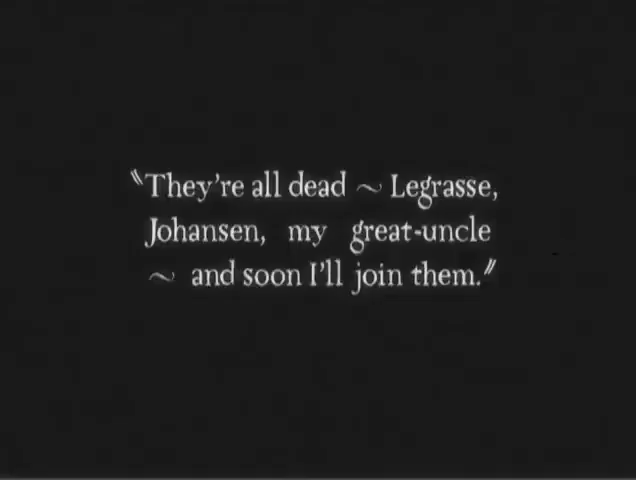 "They're all dead ~ Legrasse,
Johansen, my great-uncle
~ and soon I'll join them."